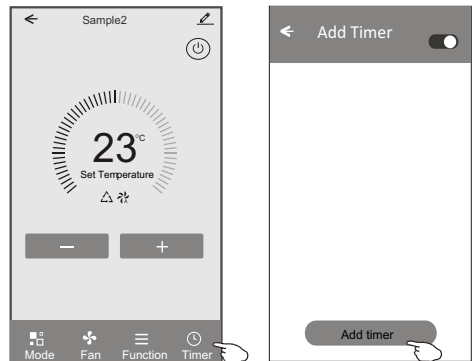 Sample2
23°C
Set Temperature
Mode Fan Function Timer
Add Timer
Add timer